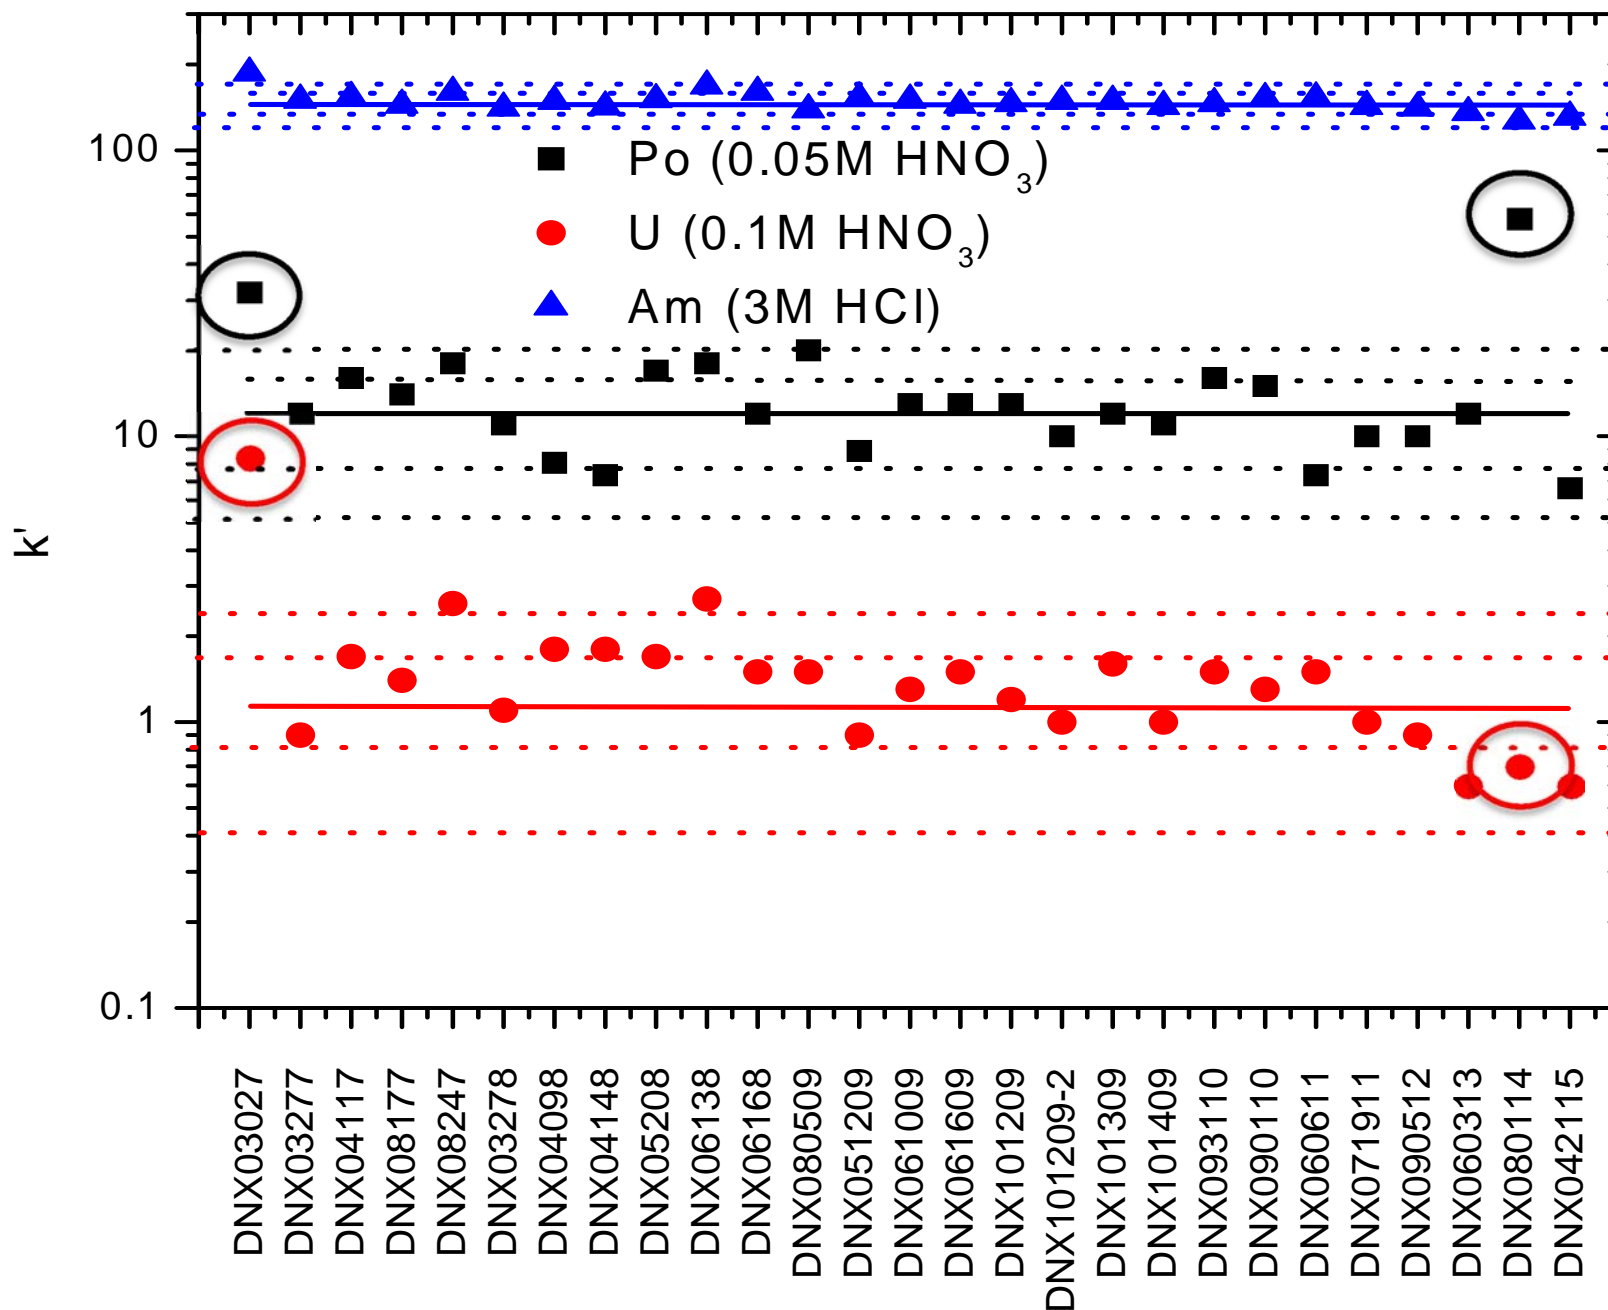 100
10
1
0.1
k'
Po (0.05M HNO₃)
U (0.1M HNO₃)
Am (3M HCl)
DNX03027
DNX03277
DNX04117
DNX08177
DNX08247
DNX03278
DNX04098
DNX04148
DNX05208
DNX06138
DNX06168
DNX080509
DNX051209
DNX061009
DNX061609
DNX101209
DNX101209-2
DNX101309
DNX101409
DNX093110
DNX090110
DNX060611
DNX071911
DNX090512
DNX060313
DNX080114
DNX042115